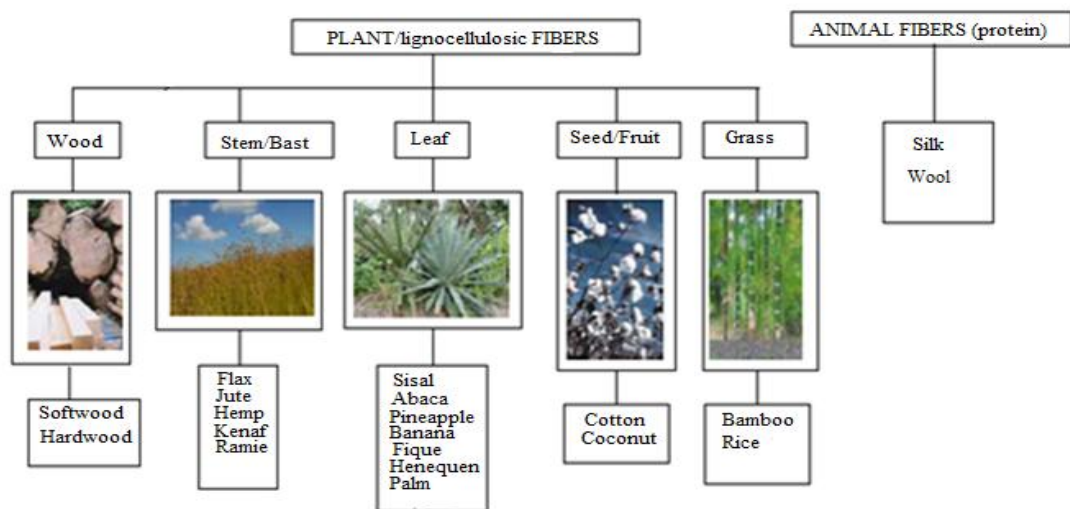 PLANT/lignocellulosic FIBERS
ANIMAL FIBERS (protein)
Wood
Stem/Bast
Leaf
Seed/Fruit
Grass
Silk
Wool
Softwood
Hardwood
Flax
Jute
Hemp
Kenaf
Ramie
Sisal
Abaca
Pineapple
Banana
Fique
Henequen
Palm
Cotton
Coconut
Bamboo
Rice